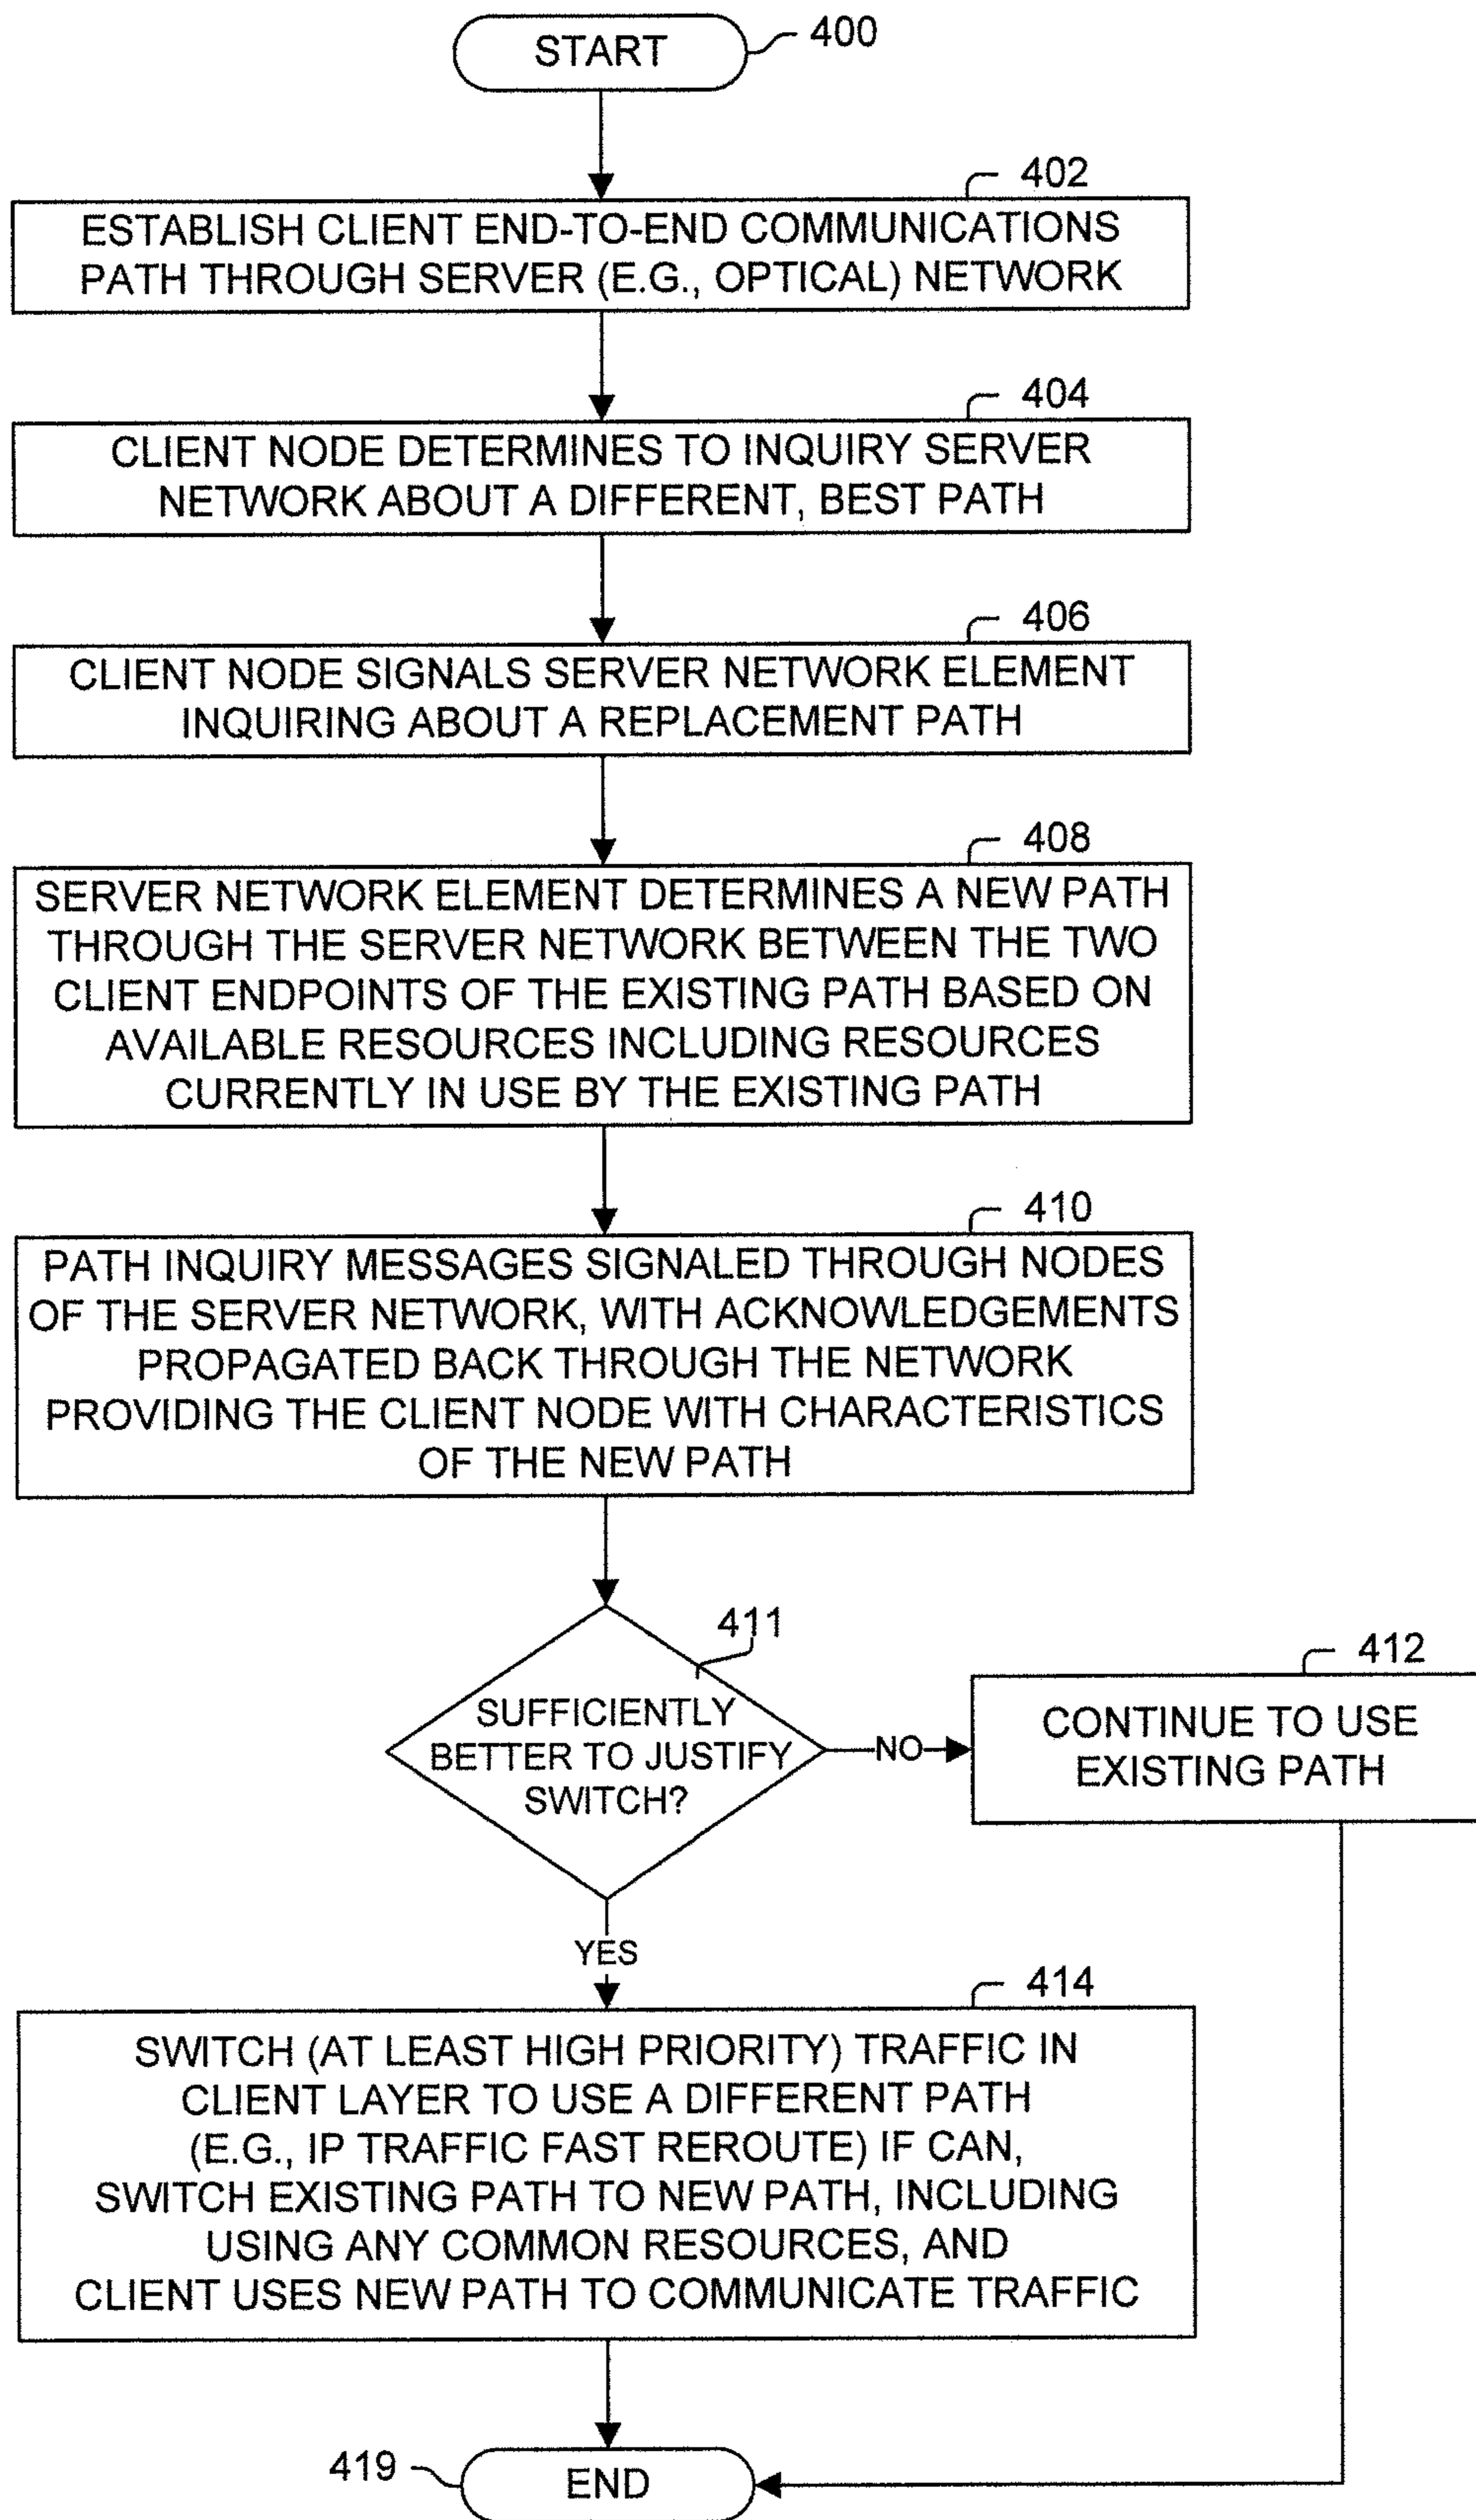 START
400
402
ESTABLISH CLIENT END-TO-END COMMUNICATIONS
PATH THROUGH SERVER (E.G., OPTICAL) NETWORK
404
CLIENT NODE DETERMINES TO INQUIRY SERVER
NETWORK ABOUT A DIFFERENT, BEST PATH
406
CLIENT NODE SIGNALS SERVER NETWORK ELEMENT
INQUIRING ABOUT A REPLACEMENT PATH
408
SERVER NETWORK ELEMENT DETERMINES A NEW PATH
THROUGH THE SERVER NETWORK BETWEEN THE TWO
CLIENT ENDPOINTS OF THE EXISTING PATH BASED ON
AVAILABLE RESOURCES INCLUDING RESOURCES
CURRENTLY IN USE BY THE EXISTING PATH
410
PATH INQUIRY MESSAGES SIGNALED THROUGH NODES
OF THE SERVER NETWORK, WITH ACKNOWLEDGEMENTS
PROPAGATED BACK THROUGH THE NETWORK
PROVIDING THE CLIENT NODE WITH CHARACTERISTICS
OF THE NEW PATH
411
SUFFICIENTLY
BETTER TO JUSTIFY
SWITCH?
NO
412
CONTINUE TO USE
EXISTING PATH
YES
414
SWITCH (AT LEAST HIGH PRIORITY) TRAFFIC IN
CLIENT LAYER TO USE A DIFFERENT PATH
(E.G., IP TRAFFIC FAST REROUTE) IF CAN,
SWITCH EXISTING PATH TO NEW PATH, INCLUDING
USING ANY COMMON RESOURCES, AND
CLIENT USES NEW PATH TO COMMUNICATE TRAFFIC
419
END